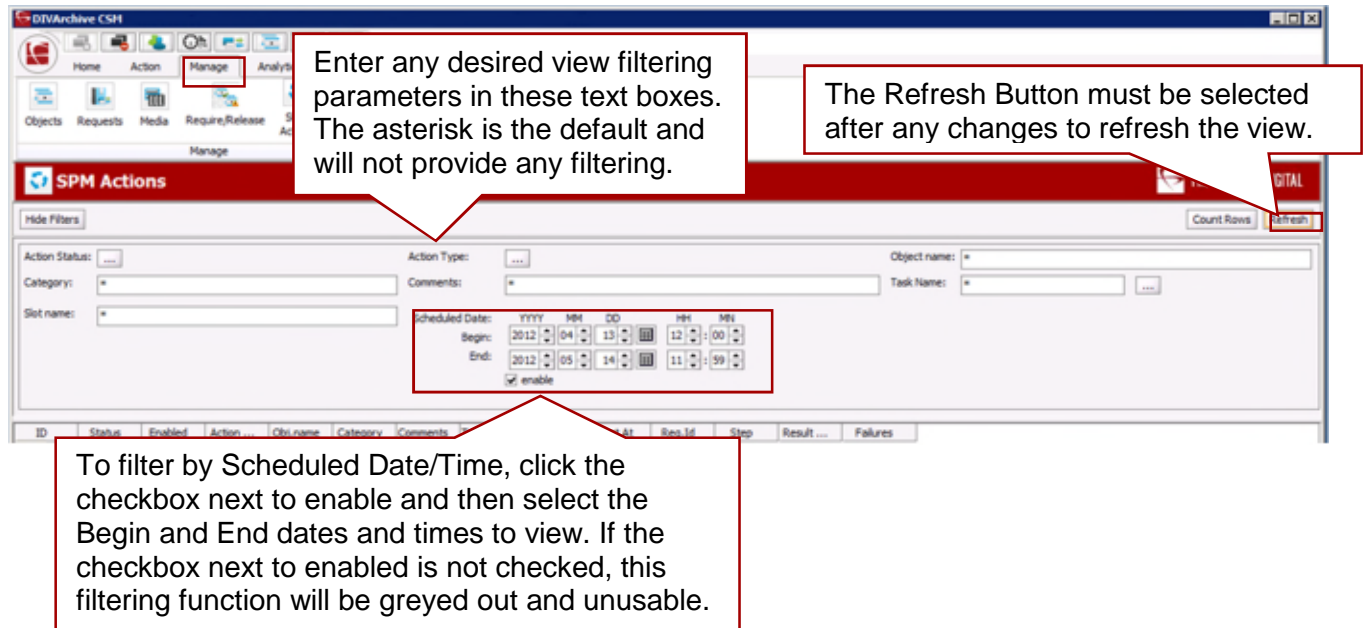 DIVArchive CSM
Home Action Manage
Enter any desired view filtering
parameters in these text boxes.
The asterisk is the default and
will not provide any filtering.
The Refresh Button must be selected
after any changes to refresh the view.
Objects Requests Media Require/Release
Manage
SPM Actions
Hide Filters Count Rows Refresh
Action Status: .... Action Type: ... Object name: *
Category: * Comments: * Task Name: * ...
Slot name: * Scheduled Date: YYYY MM DD HH MN
Begin: 2012 04 13 12 : 00
End: 2012 05 14 11 : 59
enable
ID Status Enabled Action ... Obj.name Category Comments Req.Id Step Result ... Failures
To filter by Scheduled Date/Time, click the
checkbox next to enable and then select the
Begin and End dates and times to view. If the
checkbox next to enabled is not checked, this
filtering function will be greyed out and unusable.